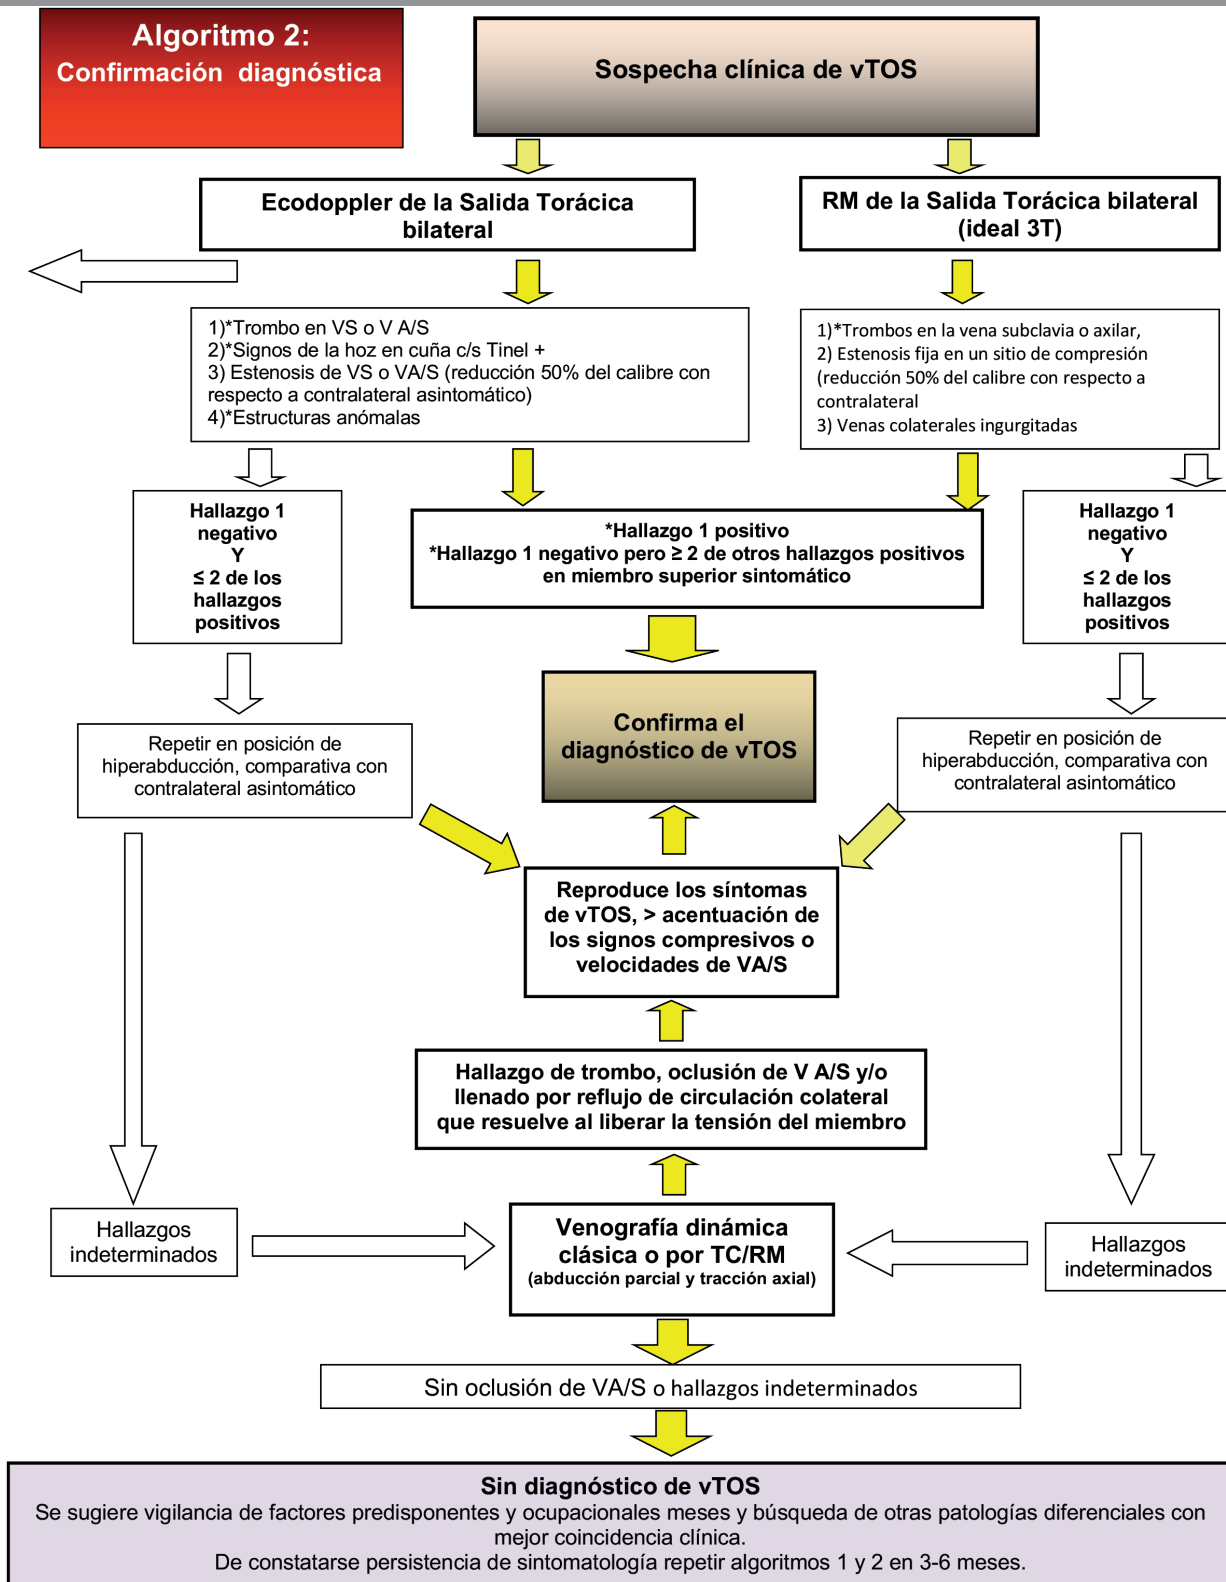 Algoritmo 2:
Confirmación diagnóstica
Sospecha clínica de vTOS
Ecodoppler de la Salida Torácica
bilateral
RM de la Salida Torácica bilateral
(ideal 3T)
1)*Trombo en VS o V A/S
2)*Signos de la hoz en cuña c/s Tinel +
3) Estenosis de VS o VA/S (reducción 50% del calibre con
respecto a contralateral asintomático)
4)*Estructuras anómalas
1)*Trombos en la vena subclavia o axilar,
2) Estenosis fija en un sitio de compresión
(reducción 50% del calibre con respecto a
contralateral
3) Venas colaterales ingurgitadas
Hallazgo 1
negativo
Y
≤ 2 de los
hallazgos
positivos
*Hallazgo 1 positivo
*Hallazgo 1 negativo pero ≥ 2 de otros hallazgos positivos
en miembro superior sintomático
Hallazgo 1
negativo
Y
≤ 2 de los
hallazgos
positivos
Repetir en posición de
hiperabducción, comparativa con
contralateral asintomático
Confirma el
diagnóstico de vTOS
Repetir en posición de
hiperabducción, comparativa con
contralateral asintomático
Reproduce los síntomas
de vTOS, > acentuación de
los signos compresivos o
velocidades de VA/S
Hallazgo de trombo, oclusión de V A/S y/o
llenado por reflujo de circulación colateral
que resuelve al liberar la tensión del miembro
Hallazgos
indeterminados
Venografía dinámica
clásica o por TC/RM
(abducción parcial y tracción axial)
Hallazgos
indeterminados
Sin oclusión de VA/S o hallazgos indeterminados
Sin diagnóstico de vTOS
Se sugiere vigilancia de factores predisponentes y ocupacionales meses y búsqueda de otras patologías diferenciales con
mejor coincidencia clínica.
De constatarse persistencia de sintomatología repetir algoritmos 1 y 2 en 3-6 meses.